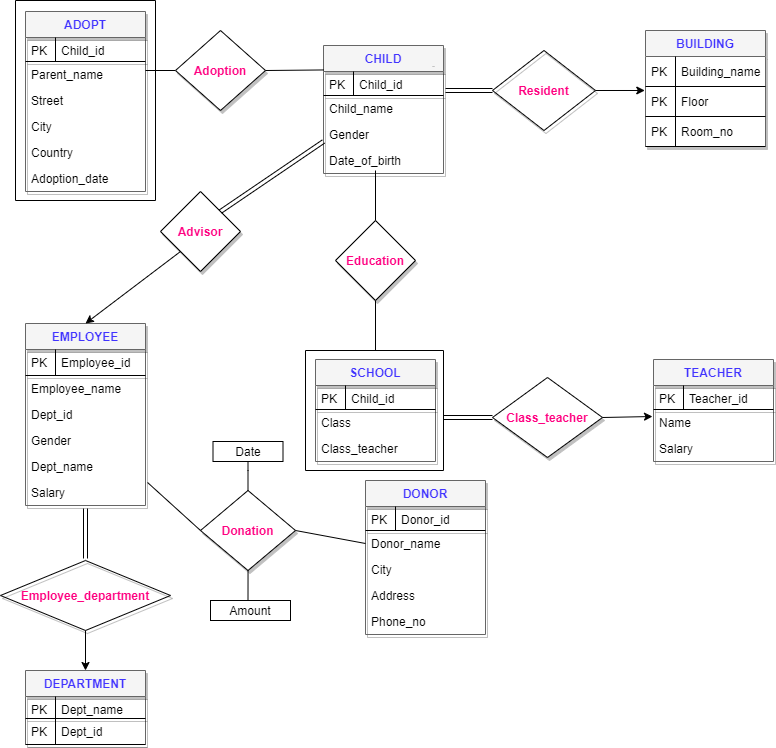 ADOPT
PK Child_id
Parent_name
Street
City
Country
Adoption_date
Adoption
CHILD
PK Child_id
Child_name
Gender
Date_of_birth
Resident
BUILDING
PK Building_name
PK Floor
PK Room_no
Advisor
Education
EMPLOYEE
PK Employee_id
Employee_name
Dept_id
Gender
Dept_name
Salary
SCHOOL
PK Child_id
Class
Class_teacher
Class_teacher
TEACHER
PK Teacher_id
Name
Salary
Date
Donation
Amount
DONOR
PK Donor_id
Donor_name
City
Address
Phone_no
Employee_department
DEPARTMENT
PK Dept_name
PK Dept_id